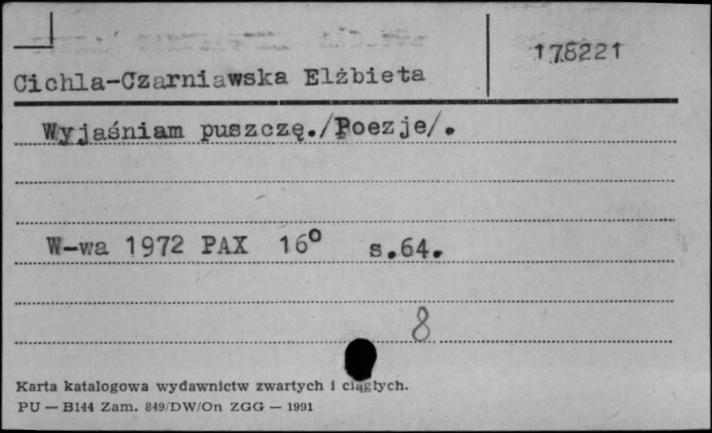 178221
Cichla-Czarniawska Elżbieta
Wyjaśniam puszczę./Poezje/.
W-wa 1972 PAX 16° s.64.
8
Karta katalogowa wydawnictw zwartych i ciągłych.
PU — B144 Zam. 849/DW/On ZGG — 1991